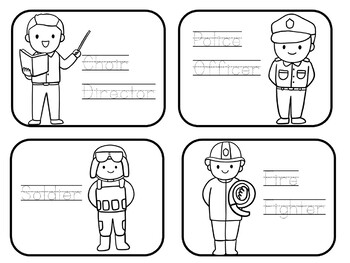 Choir
Director
Police
Officer
Soldier
Fire
Fighter